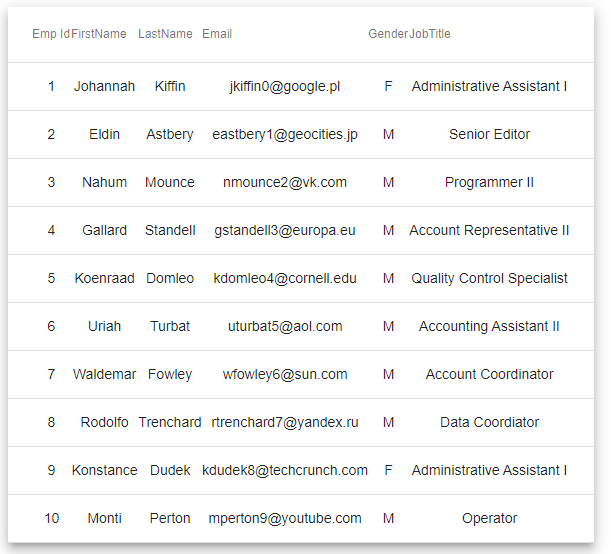 Emp Id FirstName LastName Email Gender JobTitle
1 Johannah Kiffin jkiffin0@google.pl F Administrative Assistant I
2 Eldin Astbery eastbery1@geocities.jp M Senior Editor
3 Nahum Mounce nmounce2@vk.com M Programmer II
4 Gallard Standell gstandell3@europa.eu M Account Representative II
5 Koenraad Domleo kdomleo4@cornell.edu M Quality Control Specialist
6 Uriah Turbat uturbat5@aol.com M Accounting Assistant II
7 Waldemar Fowley wfowley6@sun.com M Account Coordinator
8 Rodolfo Trenchard rtrenchard7@yandex.ru M Data Coordiator
9 Konstance Dudek kdudek8@techcrunch.com F Administrative Assistant I
10 Monti Perton mperton9@youtube.com M Operator